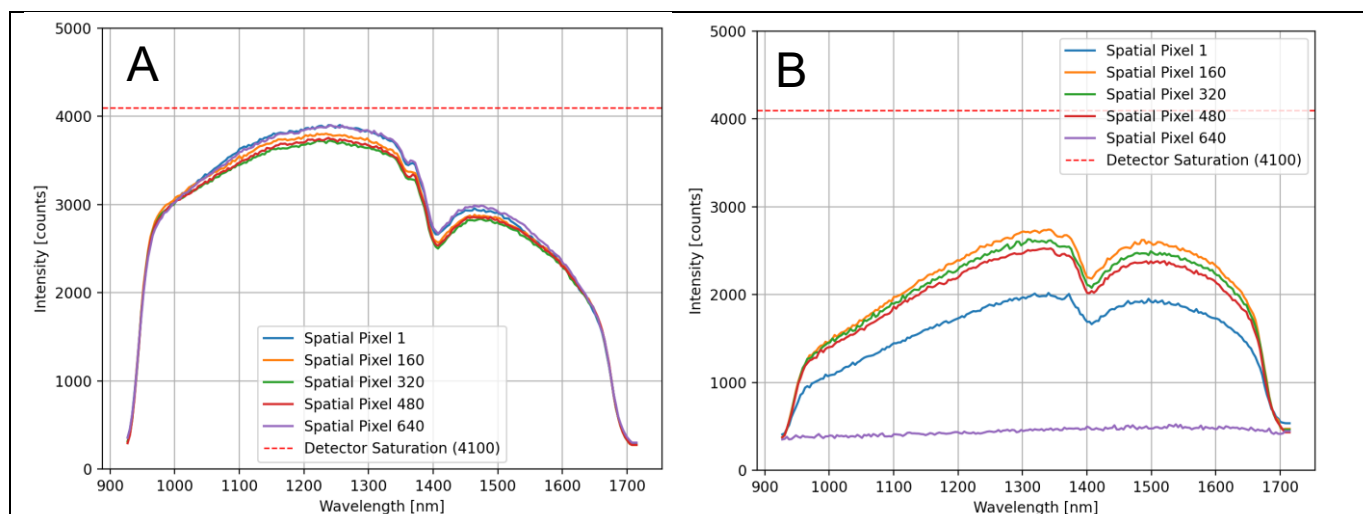 A
5000
4000
3000
2000
1000
0
Intensity [counts]
Spatial Pixel 1
Spatial Pixel 160
Spatial Pixel 320
Spatial Pixel 480
Spatial Pixel 640
Detector Saturation (4100)
900 1000 1100 1200 1300 1400 1500 1600 1700
Wavelength [nm]
B
5000
4000
3000
2000
1000
0
Intensity [counts]
Spatial Pixel 1
Spatial Pixel 160
Spatial Pixel 320
Spatial Pixel 480
Spatial Pixel 640
Detector Saturation (4100)
900 1000 1100 1200 1300 1400 1500 1600 1700
Wavelength [nm]